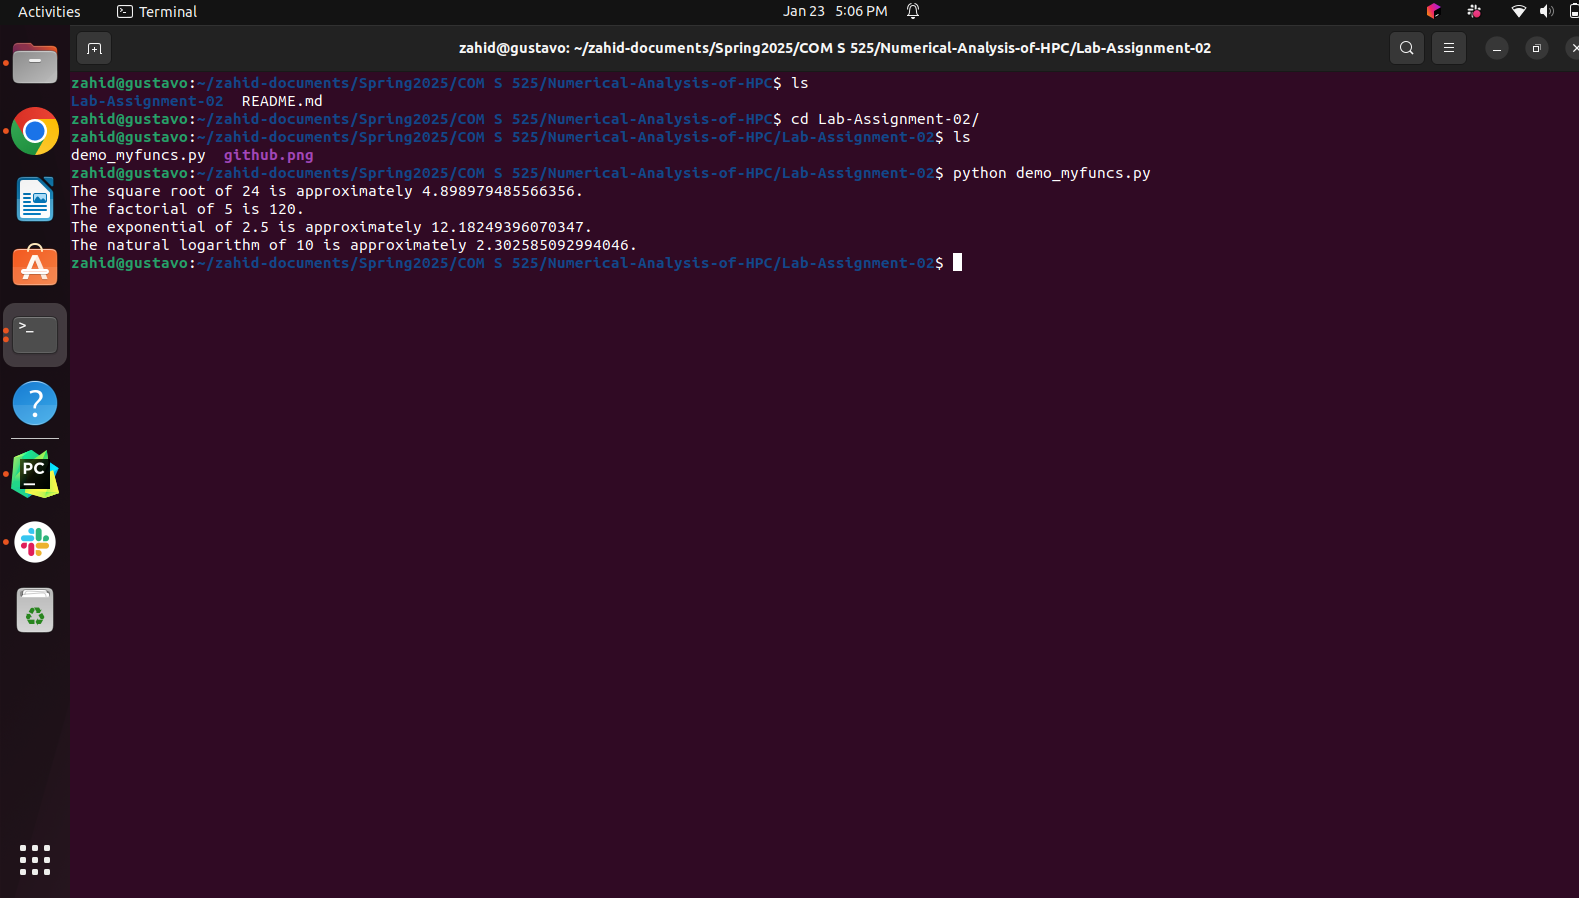 Activities Terminal Jan 23 5:06 PM
zahid@gustavo: ~/zahid-documents/Spring2025/COM S 525/Numerical-Analysis-of-HPC/Lab-Assignment-02
zahid@gustavo:~/zahid-documents/Spring2025/COM S 525/Numerical-Analysis-of-HPC$ ls
Lab-Assignment-02 README.md
zahid@gustavo:~/zahid-documents/Spring2025/COM S 525/Numerical-Analysis-of-HPC$ cd Lab-Assignment-02/
zahid@gustavo:~/zahid-documents/Spring2025/COM S 525/Numerical-Analysis-of-HPC/Lab-Assignment-02$ ls
demo_myfuncs.py github.png
zahid@gustavo:~/zahid-documents/Spring2025/COM S 525/Numerical-Analysis-of-HPC/Lab-Assignment-02$ python demo_myfuncs.py
The square root of 24 is approximately 4.898979485566356.
The factorial of 5 is 120.
The exponential of 2.5 is approximately 12.18249396070347.
The natural logarithm of 10 is approximately 2.302585092994046.
zahid@gustavo:~/zahid-documents/Spring2025/COM S 525/Numerical-Analysis-of-HPC/Lab-Assignment-02$
>_
?
PC